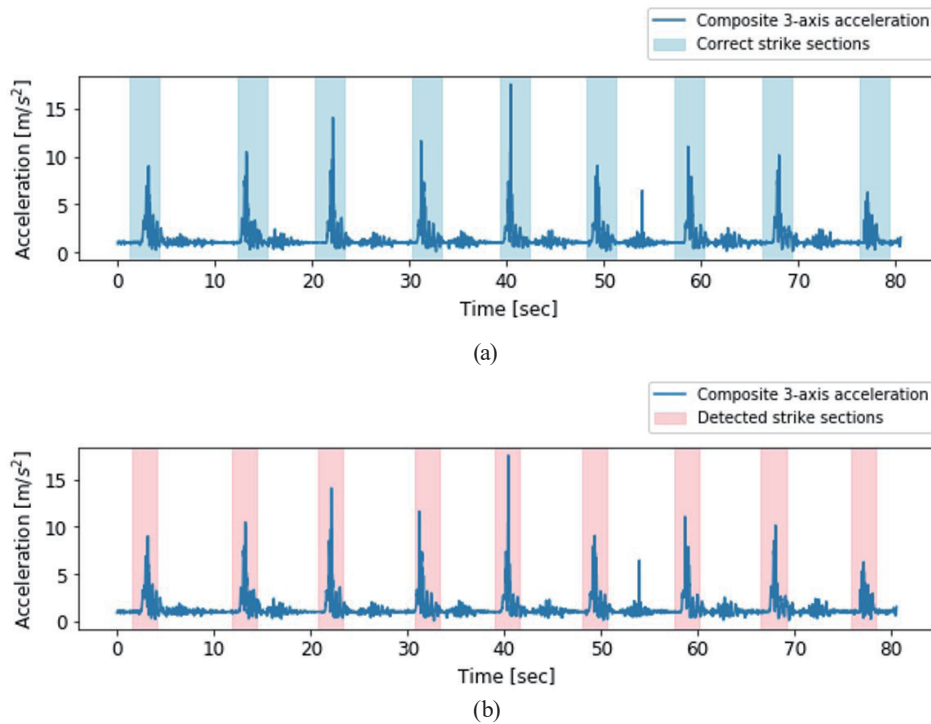 Composite 3-axis acceleration
Correct strike sections
Acceleration [m/s²]
15
10
5
0
0 10 20 30 40 50 60 70 80
Time [sec]
(a)
Composite 3-axis acceleration
Detected strike sections
Acceleration [m/s²]
15
10
5
0
0 10 20 30 40 50 60 70 80
Time [sec]
(b)